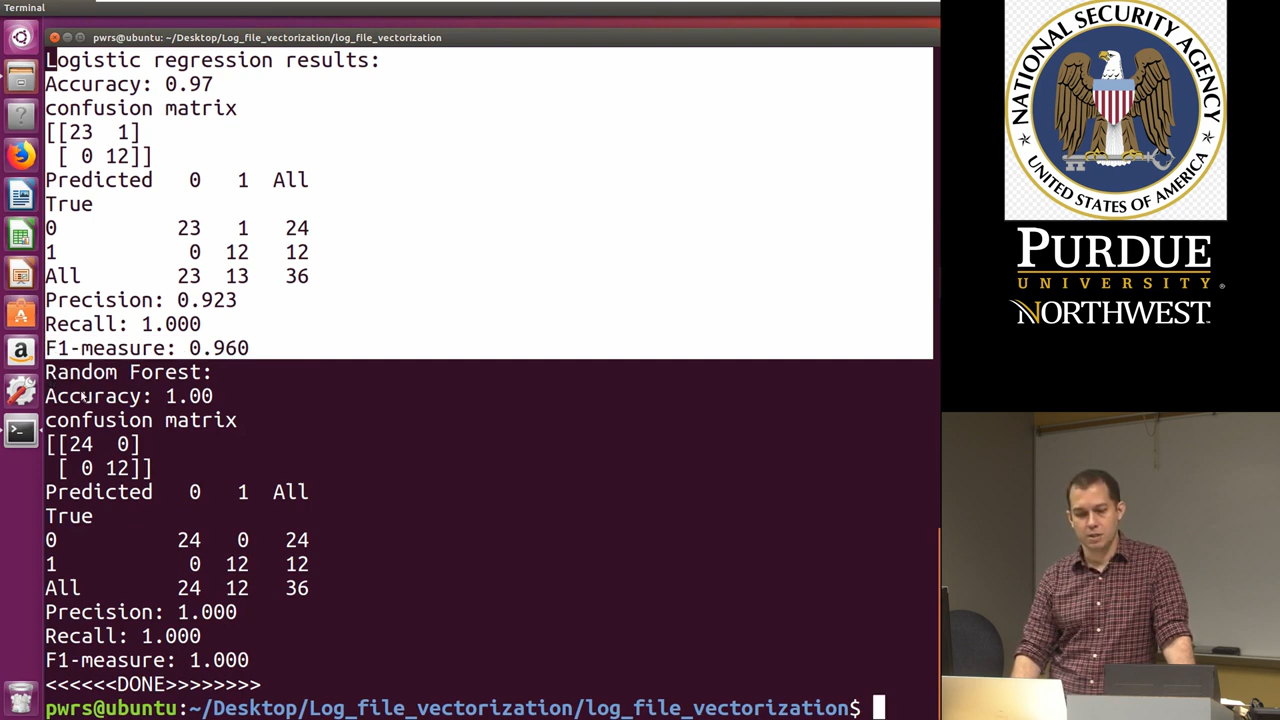 Terminal
pwrs@ubuntu: ~/Desktop/Log_file_vectorization/log_file_vectorization
Logistic regression results:
Accuracy: 0.97
confusion matrix
[[23  1]
 [ 0 12]]
Predicted   0   1  All
True
0          23   1   24
1           0  12   12
All        23  13   36
Precision: 0.923
Recall: 1.000
F1-measure: 0.960
Random Forest:
Accuracy: 1.00
confusion matrix
[[24  0]
 [ 0 12]]
Predicted   0   1  All
True
0          24   0   24
1           0  12   12
All        24  12   36
Precision: 1.000
Recall: 1.000
F1-measure: 1.000
<<<<<<DONE>>>>>>>>
pwrs@ubuntu:~/Desktop/Log_file_vectorization/log_file_vectorization$
NATIONAL SECURITY AGENCY
UNITED STATES OF AMERICA
PURDUE
UNIVERSITY®
NORTHWEST™